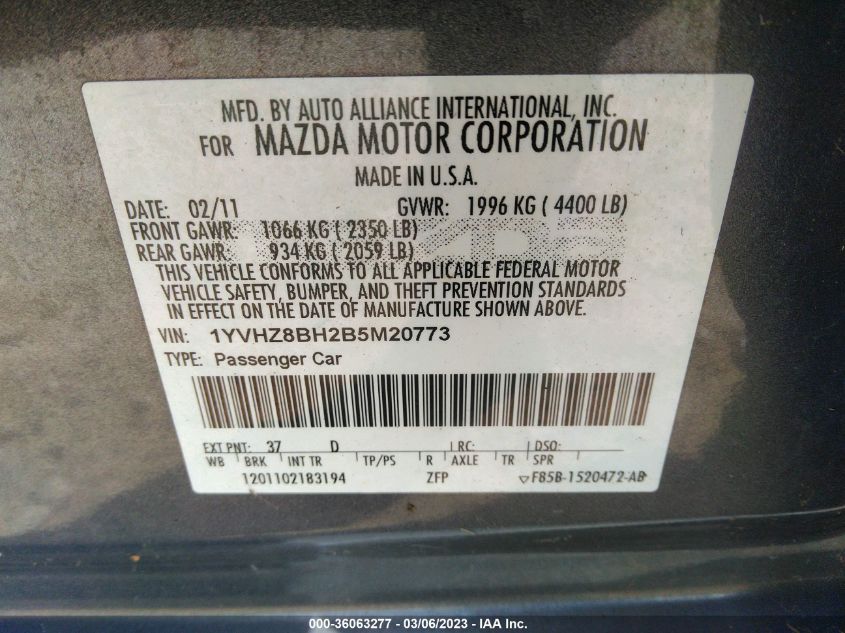 MFD. BY AUTO ALLIANCE INTERNATIONAL, INC.
FOR MAZDA MOTOR CORPORATION
MADE IN U.S.A.
DATE: 02/11 GVWR: 1996 KG ( 4400 LB)
FRONT GAWR: 1066 KG ( 2350 LB)
REAR GAWR: 934 KG ( 2059 LB)
THIS VEHICLE CONFORMS TO ALL APPLICABLE FEDERAL MOTOR
VEHICLE SAFETY, BUMPER, AND THEFT PREVENTION STANDARDS
IN EFFECT ON THE DATE OF MANUFACTURE SHOWN ABOVE.
VIN: 1YVHZ8BH2B5M20773
TYPE: Passenger Car
EXT PNT: 37 D RC: DSO:
WB BRK INT TR TP/PS R AXLE TR SPR
1201102183194 ZFP F85B-1520472-AB
000-36063277 - 03/06/2023 - IAA Inc.